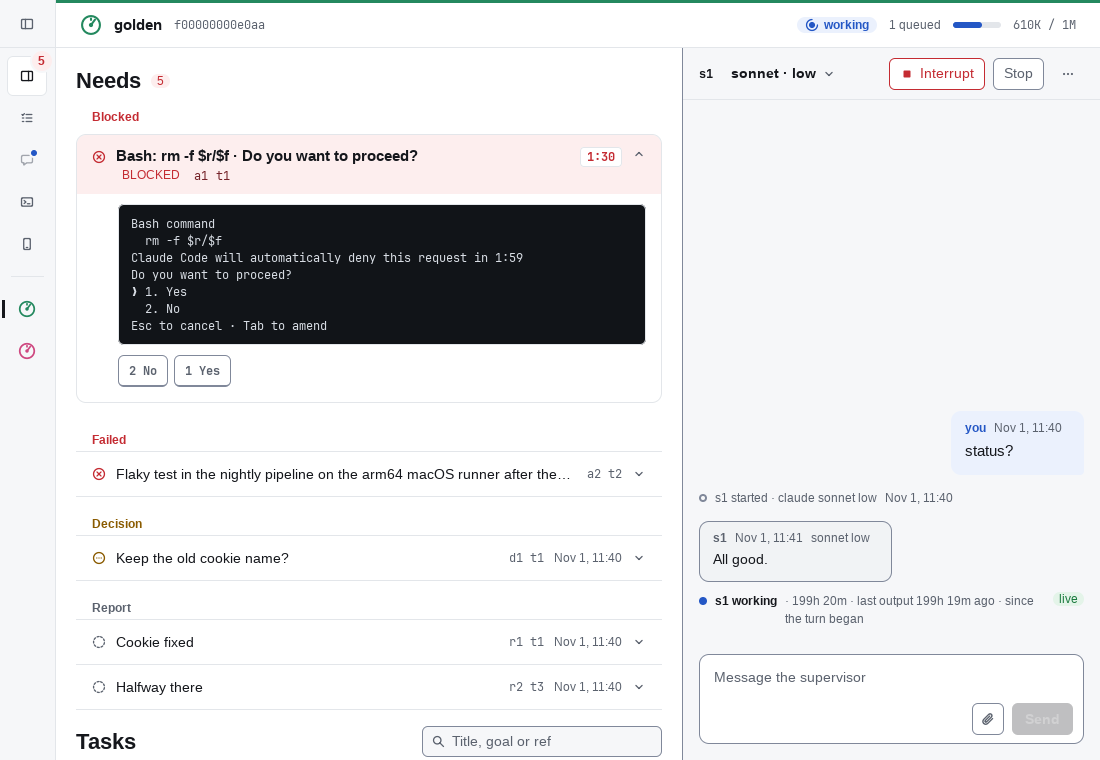 golden f00000000e0aa
working 1 queued 610K / 1M
5
Needs 5
Blocked
Bash: rm -f $r/$f · Do you want to proceed? 1:30
BLOCKED a1 t1
Bash command
rm -f $r/$f
Claude Code will automatically deny this request in 1:59
Do you want to proceed?
❯ 1. Yes
2. No
Esc to cancel · Tab to amend
2 No 1 Yes
Failed
Flaky test in the nightly pipeline on the arm64 macOS runner after the… a2 t2
Decision
Keep the old cookie name? d1 t1 Nov 1, 11:40
Report
Cookie fixed r1 t1 Nov 1, 11:40
Halfway there r2 t3 Nov 1, 11:40
Tasks Title, goal or ref
s1 sonnet · low Interrupt Stop
you Nov 1, 11:40
status?
s1 started · claude sonnet low Nov 1, 11:40
s1 Nov 1, 11:41 sonnet low
All good.
s1 working · 199h 20m · last output 199h 19m ago · since live
the turn began
Message the supervisor
Send